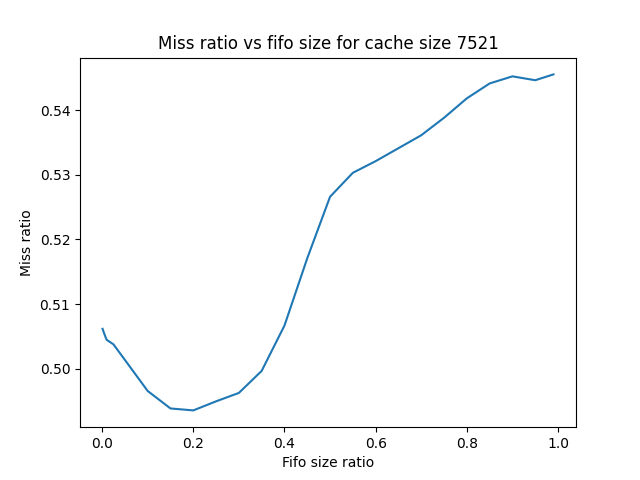 Miss ratio vs fifo size for cache size 7521
0.54
0.53
0.52
0.51
0.50
Miss ratio
0.0 0.2 0.4 0.6 0.8 1.0
Fifo size ratio